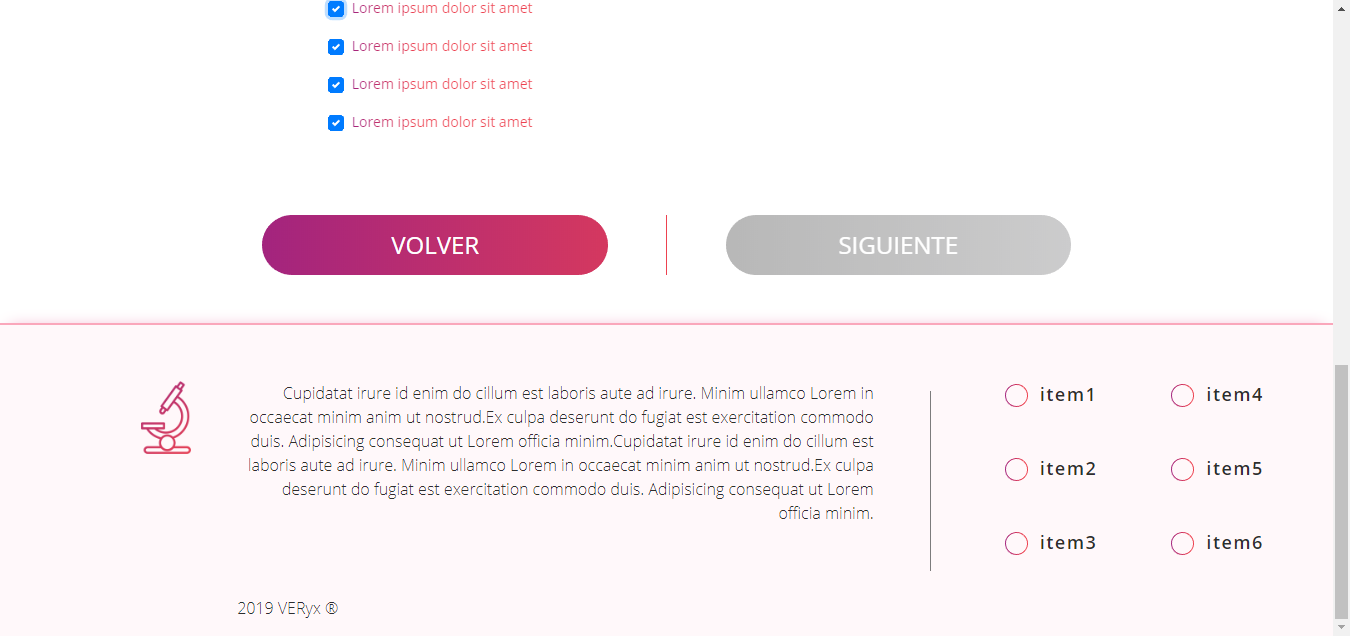 Lorem ipsum dolor sit amet
Lorem ipsum dolor sit amet
Lorem ipsum dolor sit amet
Lorem ipsum dolor sit amet
VOLVER
SIGUIENTE
Cupidatat irure id enim do cillum est laboris aute ad irure. Minim ullamco Lorem in
occaecat minim anim ut nostrud.Ex culpa deserunt do fugiat est exercitation commodo
duis. Adipisicing consequat ut Lorem officia minim.Cupidatat irure id enim do cillum est
laboris aute ad irure. Minim ullamco Lorem in occaecat minim anim ut nostrud.Ex culpa
deserunt do fugiat est exercitation commodo duis. Adipisicing consequat ut Lorem
officia minim.
item1
item2
item3
item4
item5
item6
2019 VERyx ®